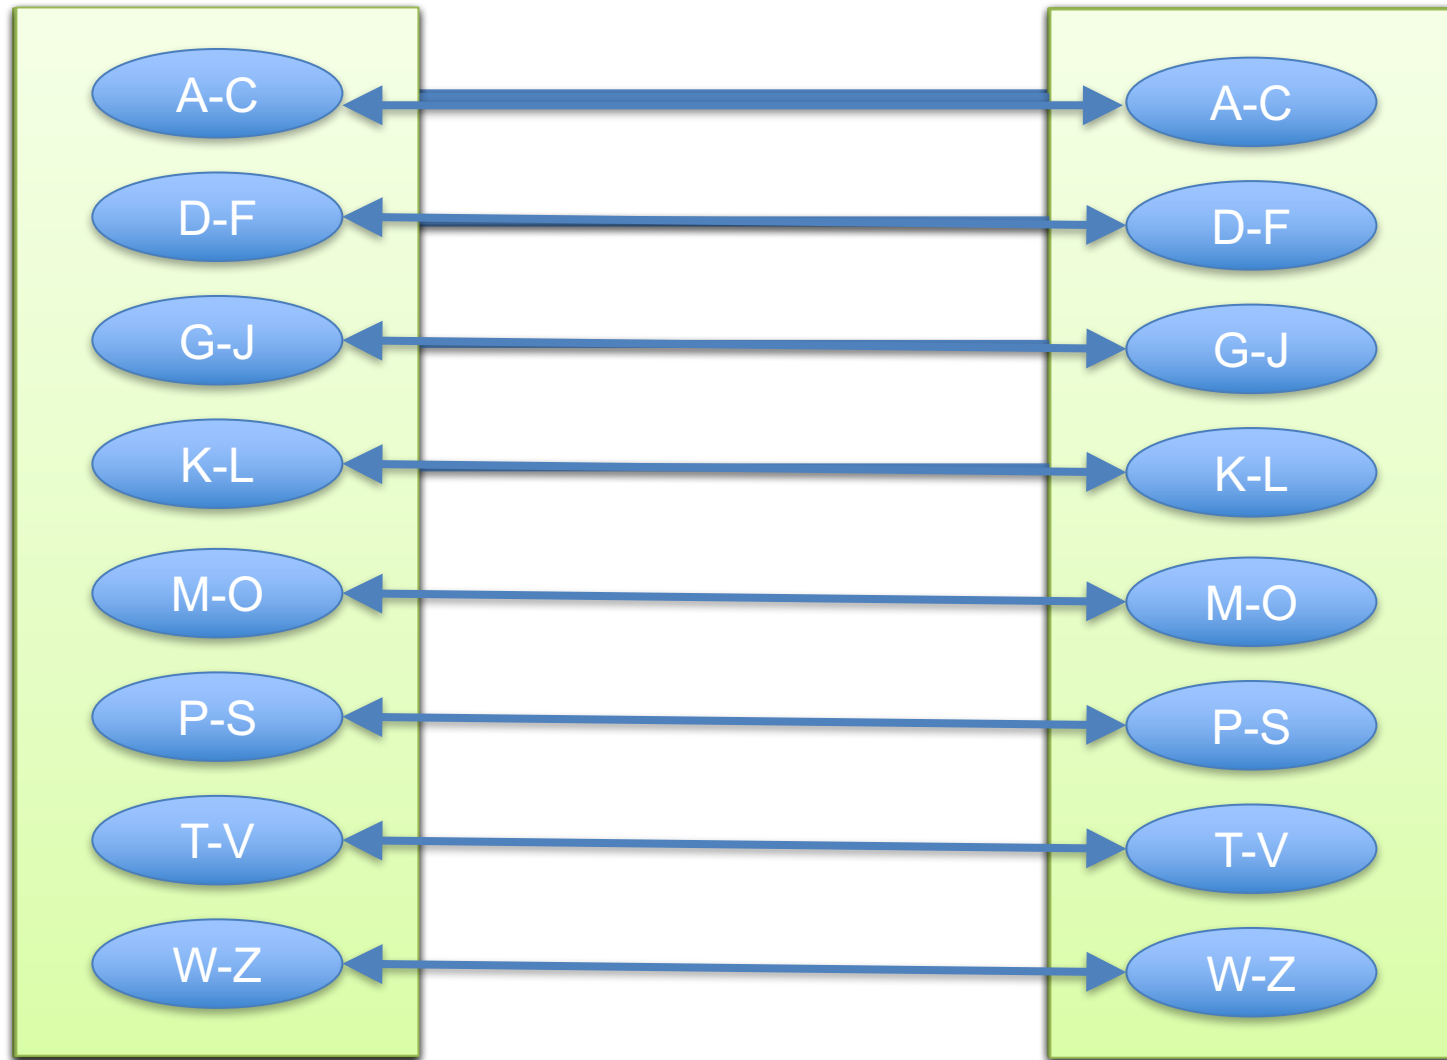 A-C
A-C
D-F
D-F
G-J
G-J
K-L
K-L
M-O
M-O
P-S
P-S
T-V
T-V
W-Z
W-Z